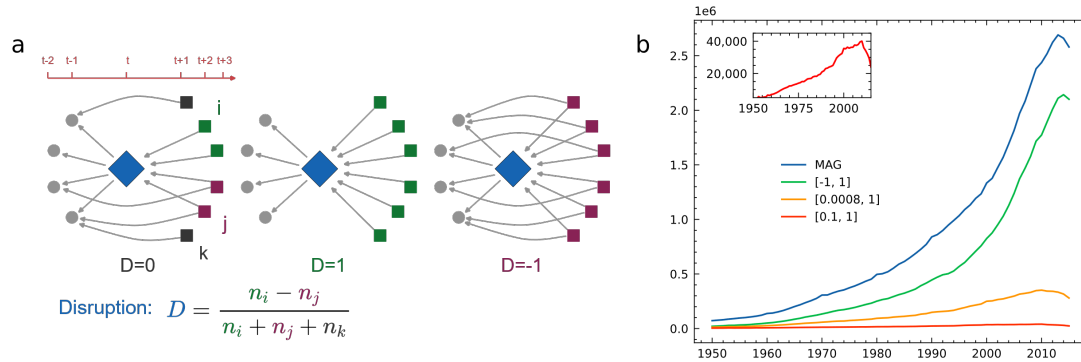 a
t-2 t-1 t t+1 t+2 t+3
i
j
k
D=0 D=1 D=-1
Disruption: D = (n_i − n_j) / (n_i + n_j + n_k)
b
1e6
2.5
2.0
1.5
1.0
0.5
0.0
1950 1960 1970 1980 1990 2000 2010
40,000
20,000
1950 1975 2000
MAG
[-1, 1]
[0.0008, 1]
[0.1, 1]